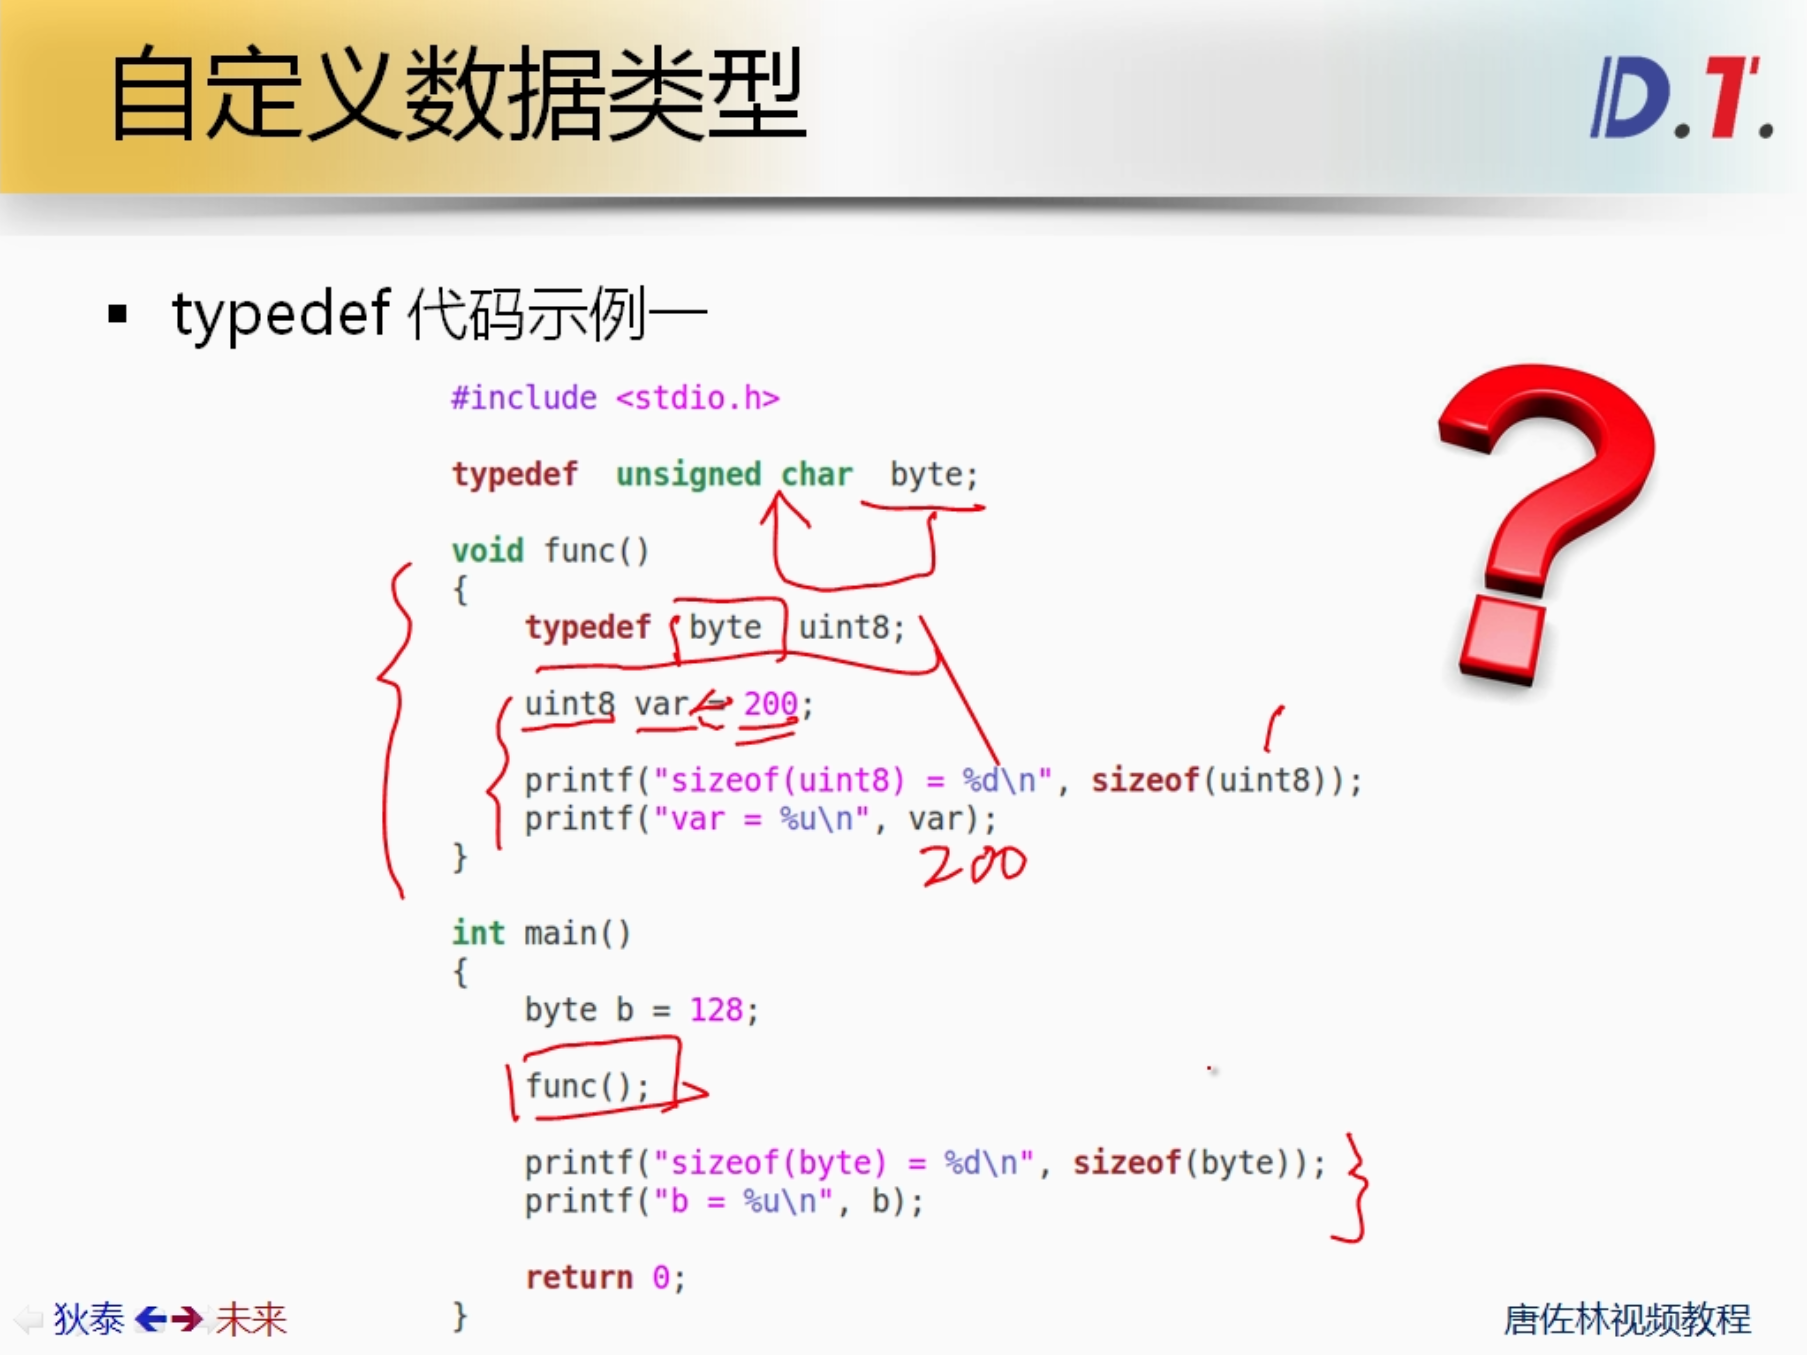 自定义数据类型
D.T.
▪ typedef 代码示例一
#include <stdio.h>
typedef  unsigned char  byte;
void func()
{
    typedef  byte  uint8;
    uint8 var = 200;
    printf("sizeof(uint8) = %d\n", sizeof(uint8));
    printf("var = %u\n", var);
200
}
int main()
{
    byte b = 128;
    func();
    printf("sizeof(byte) = %d\n", sizeof(byte));
    printf("b = %u\n", b);
    return 0;
}
狄泰 未来
唐佐林视频教程